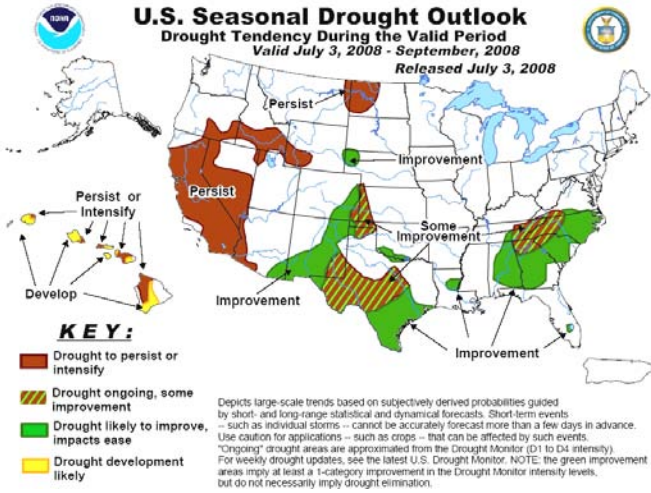 U.S. Seasonal Drought Outlook
Drought Tendency During the Valid Period
Valid July 3, 2008 - September, 2008
Released July 3, 2008
NOAA
Persist
Improvement
Persist
Some
Improvement
Persist or
Intensify
Develop
Improvement
Improvement
KEY:
Drought to persist or
intensify
Drought ongoing, some
improvement
Drought likely to improve,
impacts ease
Drought development
likely
Depicts large-scale trends based on subjectively derived probabilities guided
by short- and long-range statistical and dynamical forecasts. Short-term events
-- such as individual storms -- cannot be accurately forecast more than a few days in advance.
Use caution for applications -- such as crops -- that can be affected by such events.
"Ongoing" drought areas are approximated from the Drought Monitor (D1 to D4 intensity).
For weekly drought updates, see the latest U.S. Drought Monitor. NOTE: the green improvement
areas imply at least a 1-category improvement in the Drought Monitor intensity levels,
but do not necessarily imply drought elimination.